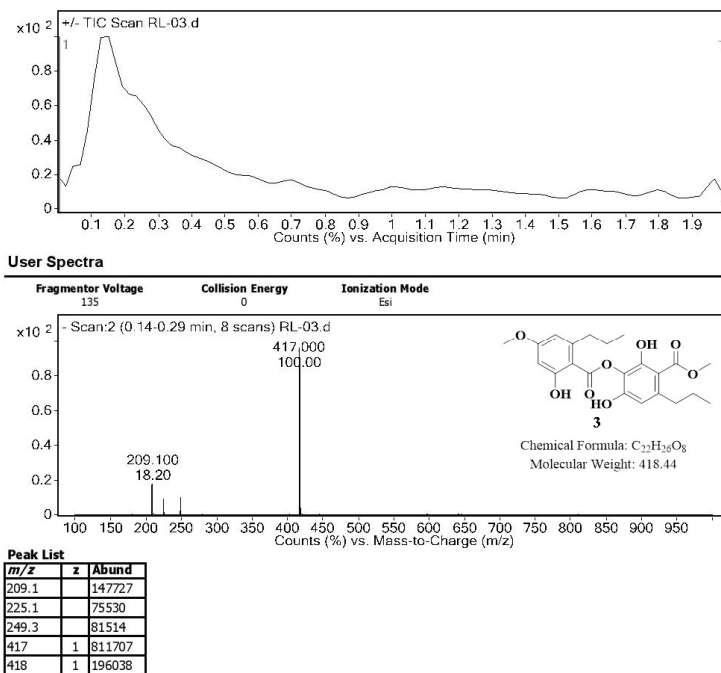 +/- TIC Scan RL-03.d
x10 2
1
0.8
0.6
0.4
0.2
0
0.1 0.2 0.3 0.4 0.5 0.6 0.7 0.8 0.9 1 1.1 1.2 1.3 1.4 1.5 1.6 1.7 1.8 1.9
Counts (%) vs. Acquisition Time (min)
User Spectra
Fragmentor Voltage Collision Energy Ionization Mode
135 0 Esi
- Scan:2 (0.14-0.29 min, 8 scans) RL-03.d
x10 2
417.000
100.00
0.8
0.6
0.4
0.2
0
209.100
18.20
O OH O
O O
OH O HO
3
Chemical Formula: C22H26O8
Molecular Weight: 418.44
100 150 200 250 300 350 400 450 500 550 600 650 700 750 800 850 900 950
Counts (%) vs. Mass-to-Charge (m/z)
Peak List
m/z z Abund
209.1 147727
225.1 75530
249.3 81514
417 1 811707
418 1 196038